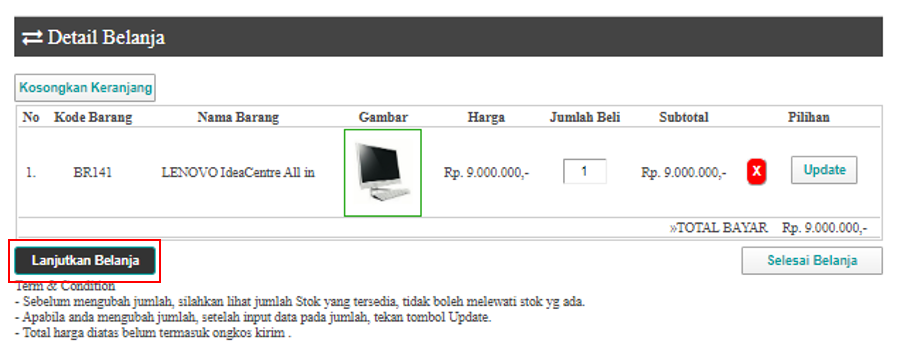 Detail Belanja
Kosongkan Keranjang
No Kode Barang Nama Barang Gambar Harga Jumlah Beli Subtotal Pilihan
1. BR141 LENOVO IdeaCentre All in Rp. 9.000.000,- 1 Rp. 9.000.000,- X Update
»TOTAL BAYAR Rp. 9.000.000,-
Lanjutkan Belanja Selesai Belanja
Term & Condition
- Sebelum mengubah jumlah, silahkan lihat jumlah Stok yang tersedia, tidak boleh melewati stok yg ada.
- Apabila anda mengubah jumlah, setelah input data pada jumlah, tekan tombol Update.
- Total harga diatas belum termasuk ongkos kirim .